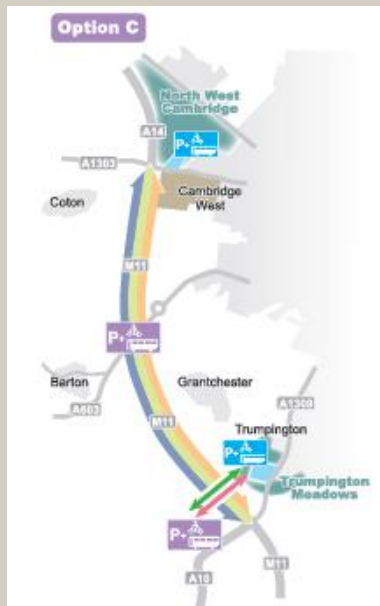 Option C
North West
Cambridge
A14
P+
A1303
Cambridge
West
Coton
M11
P+
Barton
Grantchester
A603
M11
A1309
Trumpington
P+
Trumpington
Meadows
P+
A10
M11